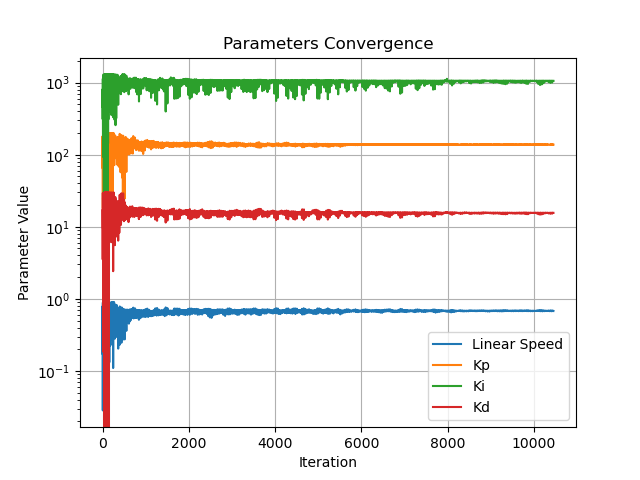 Parameters Convergence
Parameter Value
10³
10²
10¹
10⁰
10⁻¹
0 2000 4000 6000 8000 10000
Iteration
Linear Speed
Kp
Ki
Kd